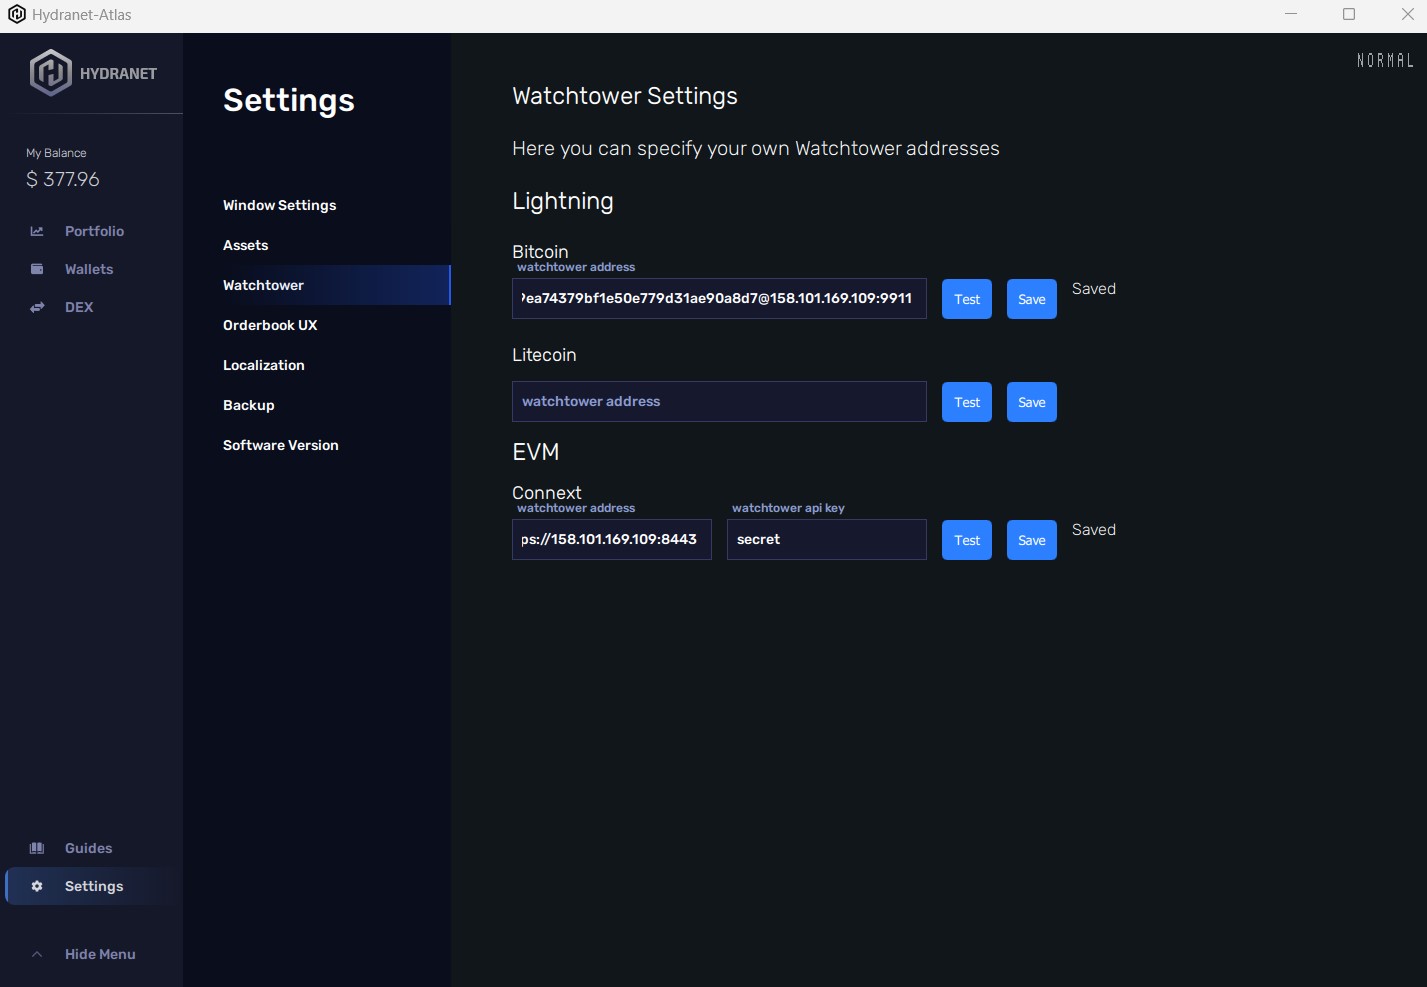 Hydranet-Atlas
HYDRANET
My Balance
$ 377.96
Portfolio
Wallets
DEX
Guides
Settings
Hide Menu
Settings
Window Settings
Assets
Watchtower
Orderbook UX
Localization
Backup
Software Version
NORMAL
Watchtower Settings
Here you can specify your own Watchtower addresses
Lightning
Bitcoin
watchtower address
ea74379bf1e50e779d31ae90a8d7@158.101.169.109:9911 Test Save Saved
Litecoin
watchtower address Test Save
EVM
Connext
watchtower address watchtower api key
ps://158.101.169.109:8443 secret Test Save Saved